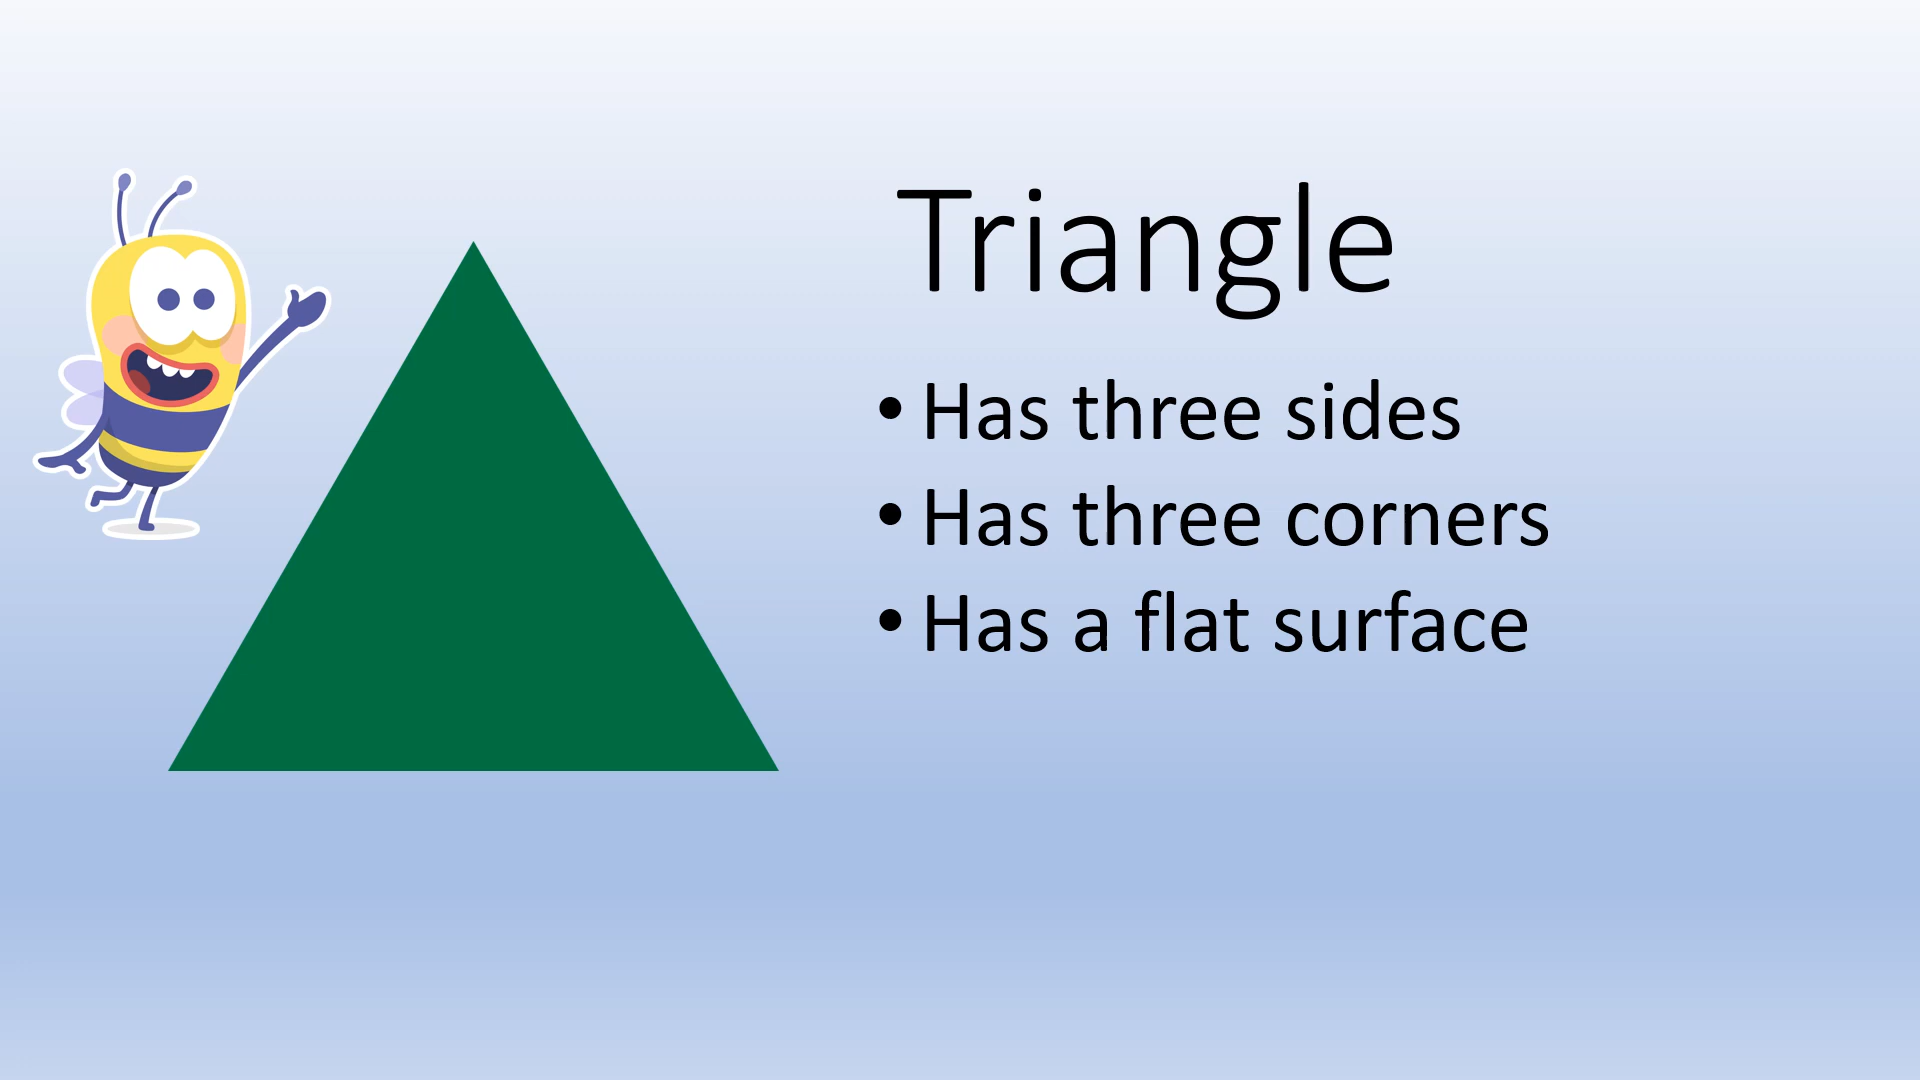 Triangle
• Has three sides
• Has three corners
• Has a flat surface